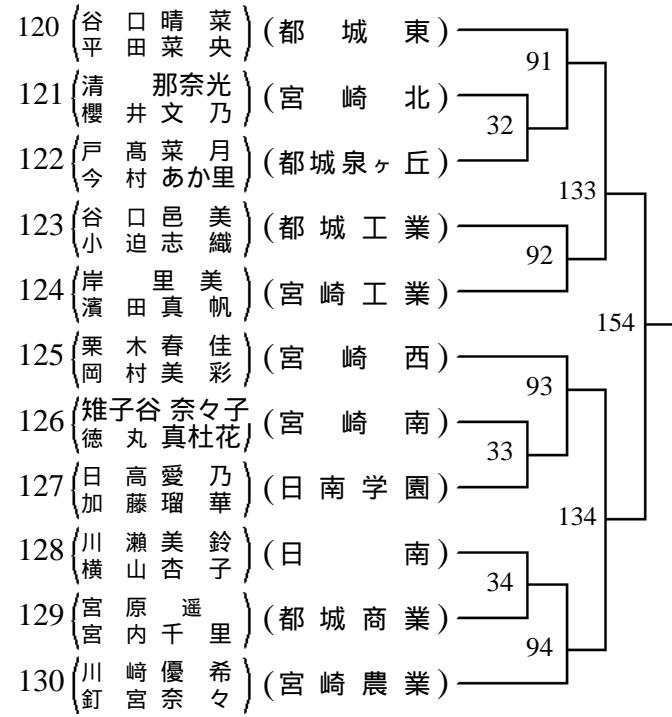 120 (谷口晴菜 平田菜央) (都城東)
91
121 (清 那奈光 櫻井文乃) (宮崎北)
32
122 (戸髙菜月 今村あか里) (都城泉ヶ丘)
133
123 (谷口邑美 小迫志織) (都城工業)
92
124 (岸 里美 濱田真帆) (宮崎工業)
154
125 (栗木春佳 岡村美彩) (宮崎西)
93
126 (雉子谷 奈々子 徳丸 真杜花) (宮崎南)
33
127 (日高愛乃 加藤瑠華) (日南学園)
134
128 (川瀬美鈴 横山杏子) (日南)
34
129 (宮原 遥 宮内千里) (都城商業)
94
130 (川﨑優希 釘宮奈々) (宮崎農業)